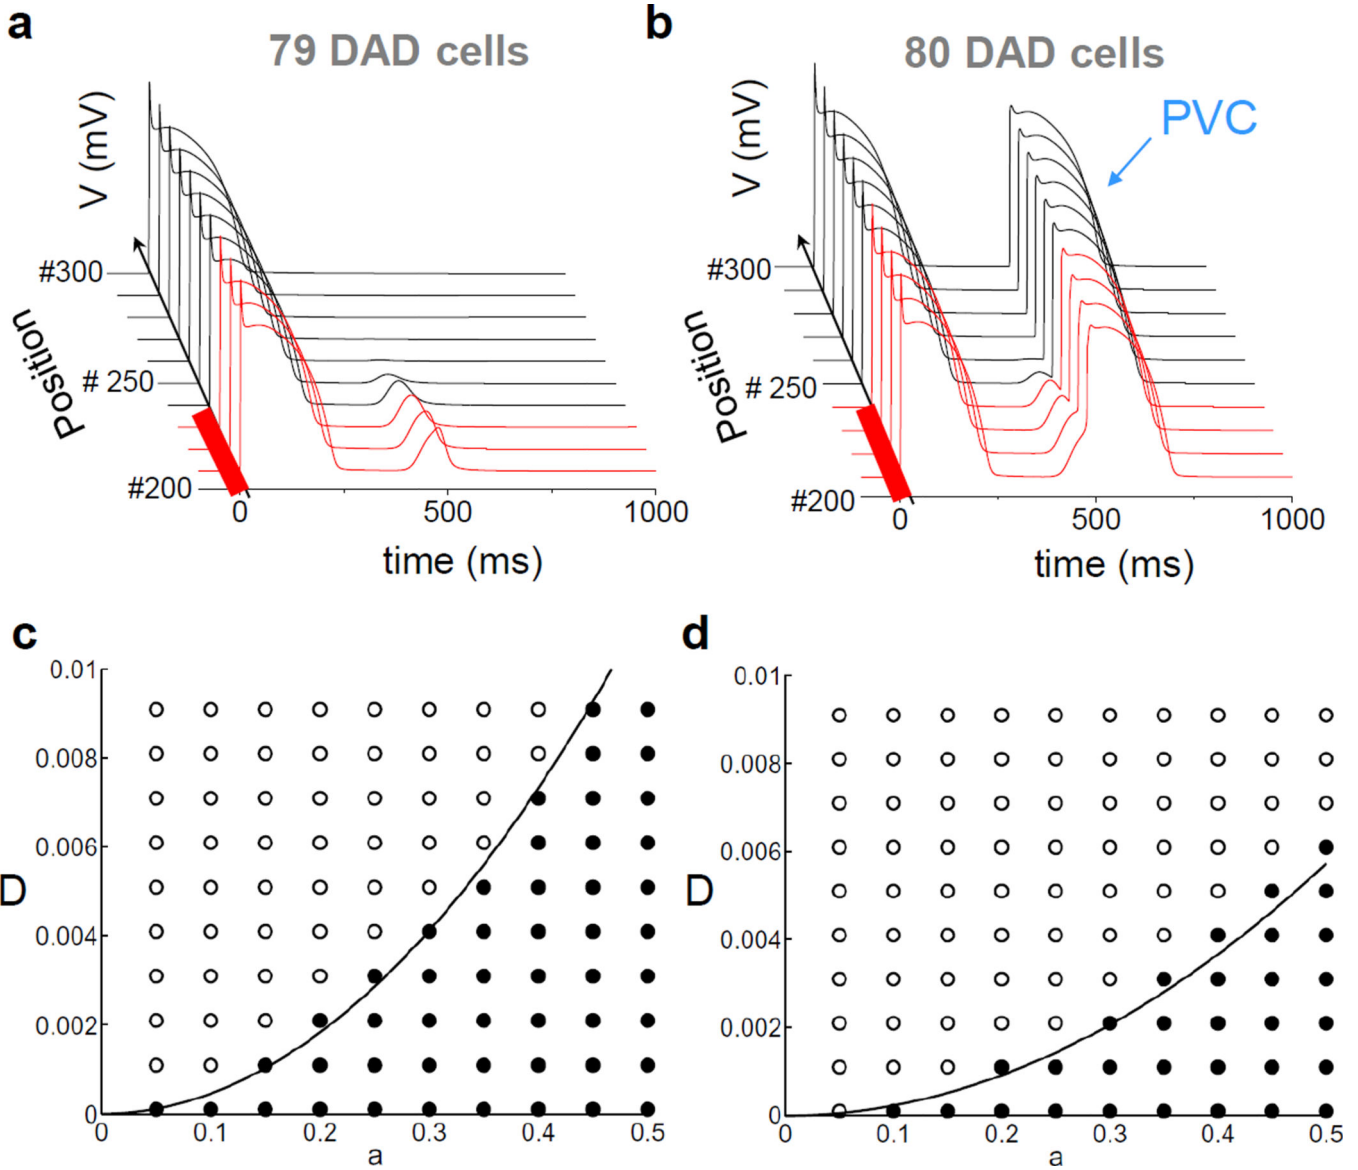 a
79 DAD cells
V (mV)
#300
# 250
#200
Position
0
500
1000
time (ms)
b
80 DAD cells
PVC
V (mV)
#300
# 250
#200
Position
0
500
1000
time (ms)
c
0.01
0.008
0.006
D
0.004
0.002
0
0 0.1 0.2 0.3 0.4 0.5
a
d
0.01
0.008
0.006
D
0.004
0.002
0
0 0.1 0.2 0.3 0.4 0.5
a